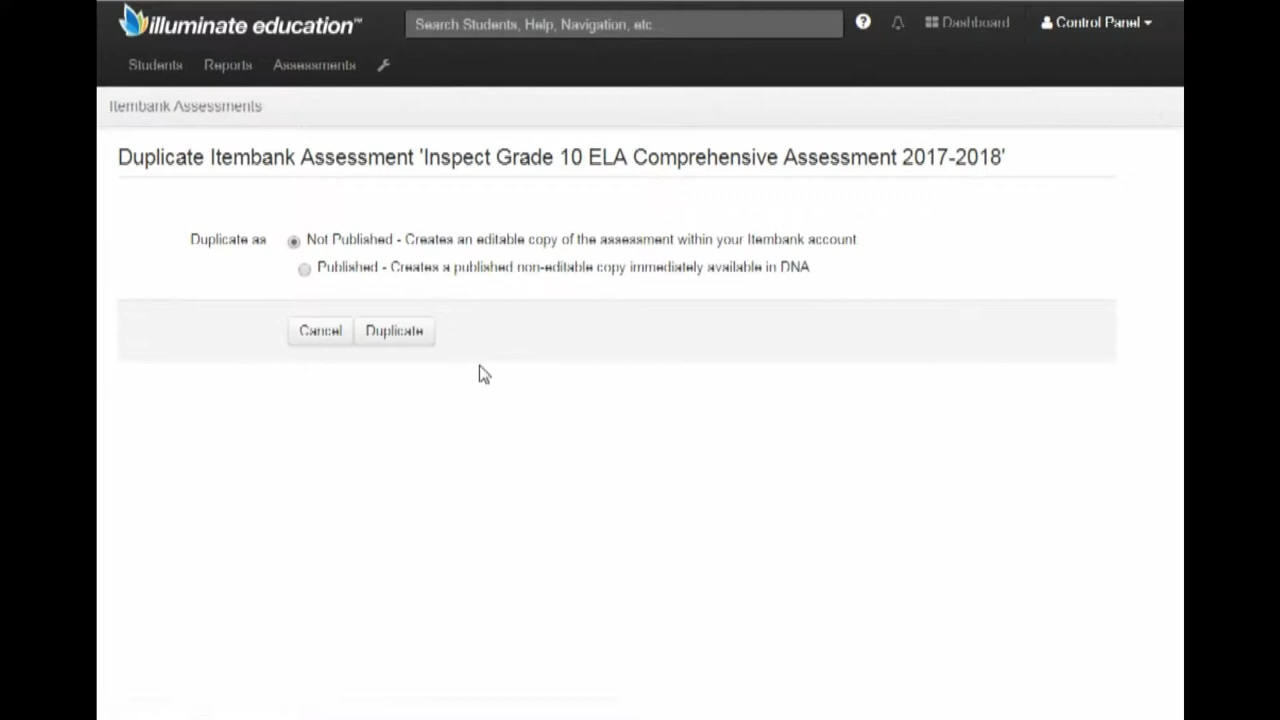 illuminate education™ Search Students, Help, Navigation, etc... Dashboard Control Panel
Students Reports Assessments
Itembank Assessments
Duplicate Itembank Assessment 'Inspect Grade 10 ELA Comprehensive Assessment 2017-2018'
Duplicate as Not Published - Creates an editable copy of the assessment within your Itembank account
Published - Creates a published non-editable copy immediately available in DNA
Cancel Duplicate